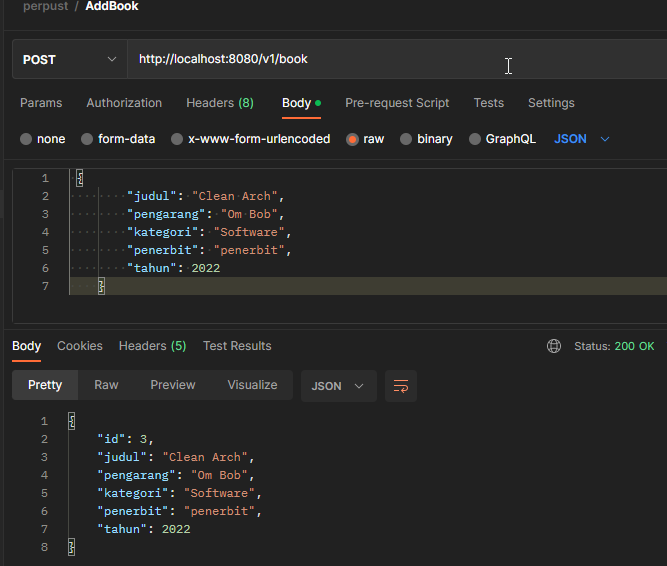 perpust / AddBook
POST http://localhost:8080/v1/book
Params Authorization Headers (8) Body Pre-request Script Tests Settings
none form-data x-www-form-urlencoded raw binary GraphQL JSON
1 {
2 "judul": "Clean Arch",
3 "pengarang": "Om Bob",
4 "kategori": "Software",
5 "penerbit": "penerbit",
6 "tahun": 2022
7 }
Body Cookies Headers (5) Test Results Status: 200 OK
Pretty Raw Preview Visualize JSON
1 {
2 "id": 3,
3 "judul": "Clean Arch",
4 "pengarang": "Om Bob",
5 "kategori": "Software",
6 "penerbit": "penerbit",
7 "tahun": 2022
8 }